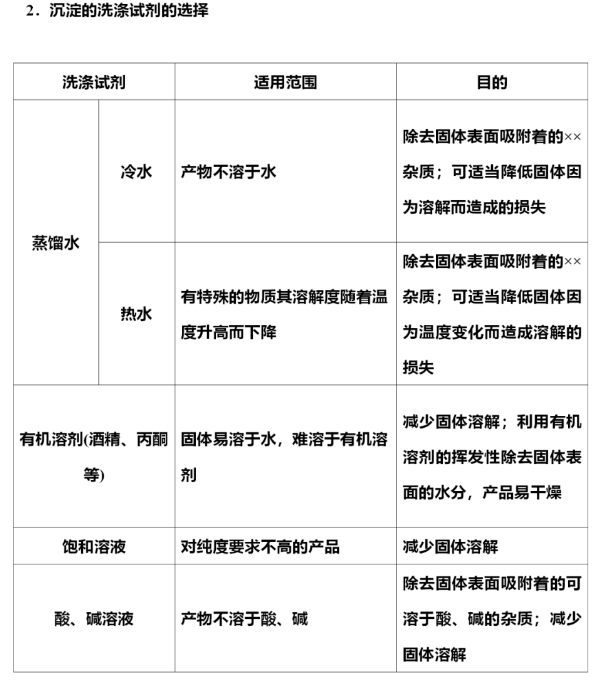 2．沉淀的洗涤试剂的选择
洗涤试剂
适用范围
目的
蒸馏水
冷水
产物不溶于水
除去固体表面吸附着的××
杂质；可适当降低固体因
为溶解而造成的损失
热水
有特殊的物质其溶解度随着温
度升高而下降
除去固体表面吸附着的××
杂质；可适当降低固体因
为温度变化而造成溶解的
损失
有机溶剂(酒精、丙酮
等)
固体易溶于水，难溶于有机溶
剂
减少固体溶解；利用有机
溶剂的挥发性除去固体表
面的水分，产品易干燥
饱和溶液
对纯度要求不高的产品
减少固体溶解
酸、碱溶液
产物不溶于酸、碱
除去固体表面吸附着的可
溶于酸、碱的杂质；减少
固体溶解